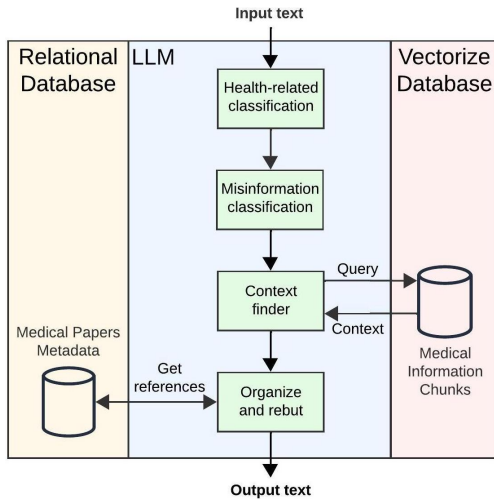 Input text
Relational
Database
LLM
Vectorize
Database
Health-related
classification
Misinformation
classification
Query
Context
finder
Context
Medical Papers
Metadata
Medical
Information
Chunks
Get
references
Organize
and rebut
Output text